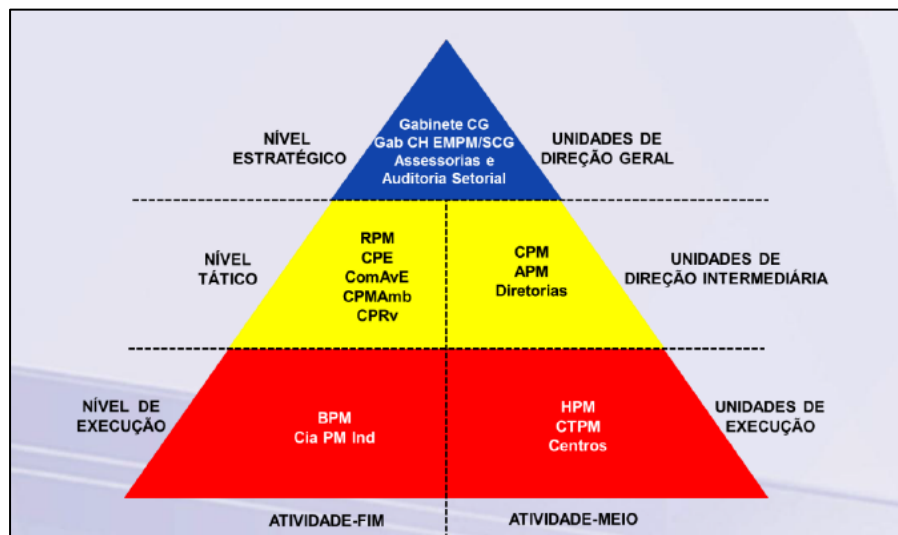 NÍVEL
ESTRATÉGICO
Gabinete CG
Gab CH EMPM/SCG
Assessorias e
Auditoria Setorial
UNIDADES DE
DIREÇÃO GERAL
NÍVEL
TÁTICO
RPM
CPE
ComAvE
CPMAmb
CPRv
CPM
APM
Diretorias
UNIDADES DE
DIREÇÃO INTERMEDIÁRIA
NÍVEL DE
EXECUÇÃO
BPM
Cia PM Ind
HPM
CTPM
Centros
UNIDADES DE
EXECUÇÃO
ATIVIDADE-FIM
ATIVIDADE-MEIO